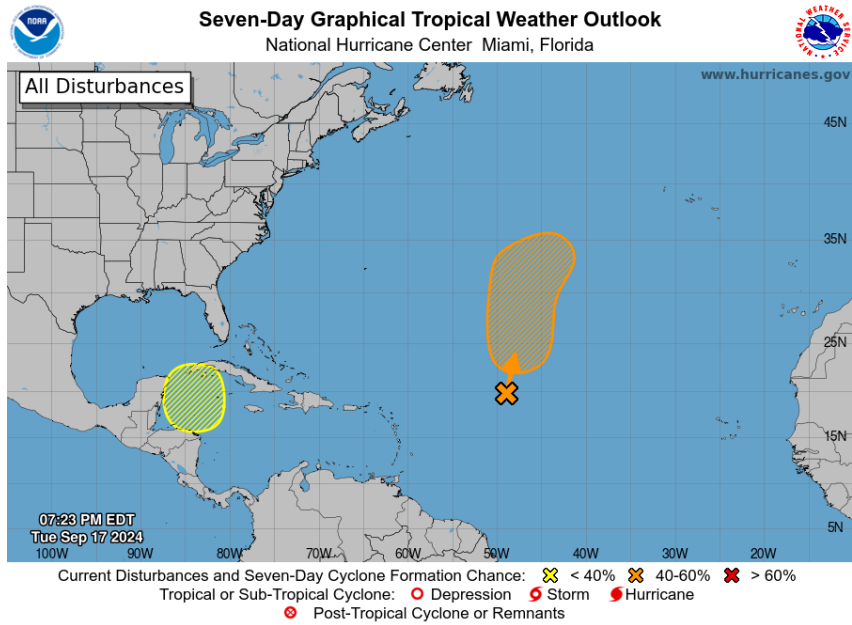 Seven-Day Graphical Tropical Weather Outlook
National Hurricane Center Miami, Florida
NOAA
NATIONAL WEATHER SERVICE
All Disturbances
www.hurricanes.gov
45N
35N
25N
15N
5N
07:23 PM EDT
Tue Sep 17 2024
100W 90W 80W 70W 60W 50W 40W 30W 20W
Current Disturbances and Seven-Day Cyclone Formation Chance: < 40% 40-60% > 60%
Tropical or Sub-Tropical Cyclone: Depression Storm Hurricane
Post-Tropical Cyclone or Remnants